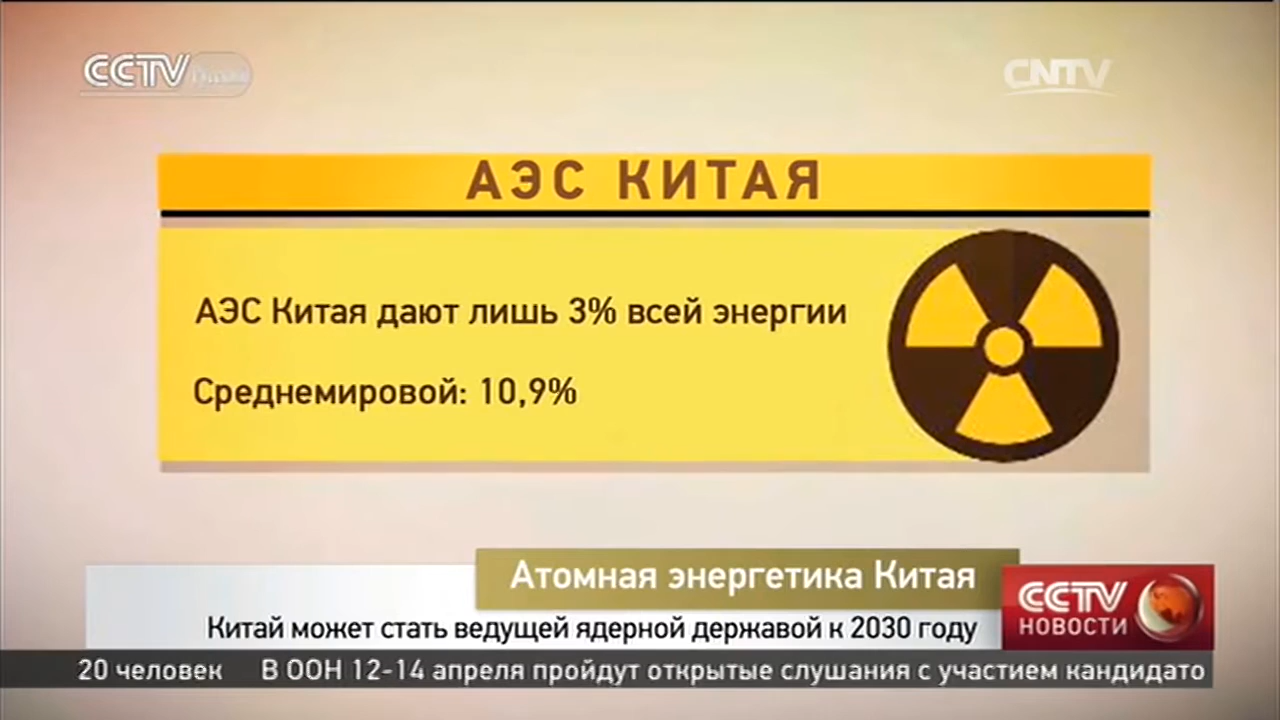 CCTV
CNTV
АЭС КИТАЯ
АЭС Китая дают лишь 3% всей энергии
Среднемировой: 10,9%
Атомная энергетика Китая
Китай может стать ведущей ядерной державой к 2030 году
CCTV
НОВОСТИ
20 человек В ООН 12-14 апреля пройдут открытые слушания с участием кандидато